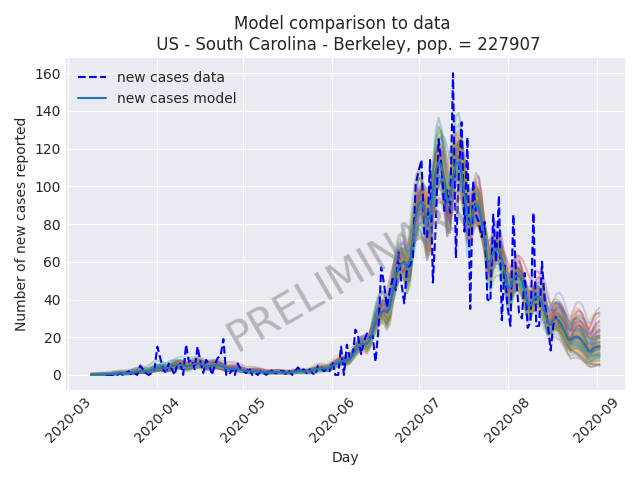 Model comparison to data
US - South Carolina - Berkeley, pop. = 227907
new cases data
new cases model
Number of new cases reported
160
140
120
100
80
60
40
20
0
2020-03
2020-04
2020-05
2020-06
2020-07
2020-08
2020-09
Day